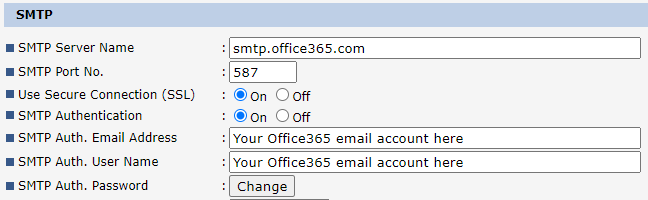 SMTP
SMTP Server Name : smtp.office365.com
SMTP Port No. : 587
Use Secure Connection (SSL) : On Off
SMTP Authentication : On Off
SMTP Auth. Email Address : Your Office365 email account here
SMTP Auth. User Name : Your Office365 email account here
SMTP Auth. Password : Change